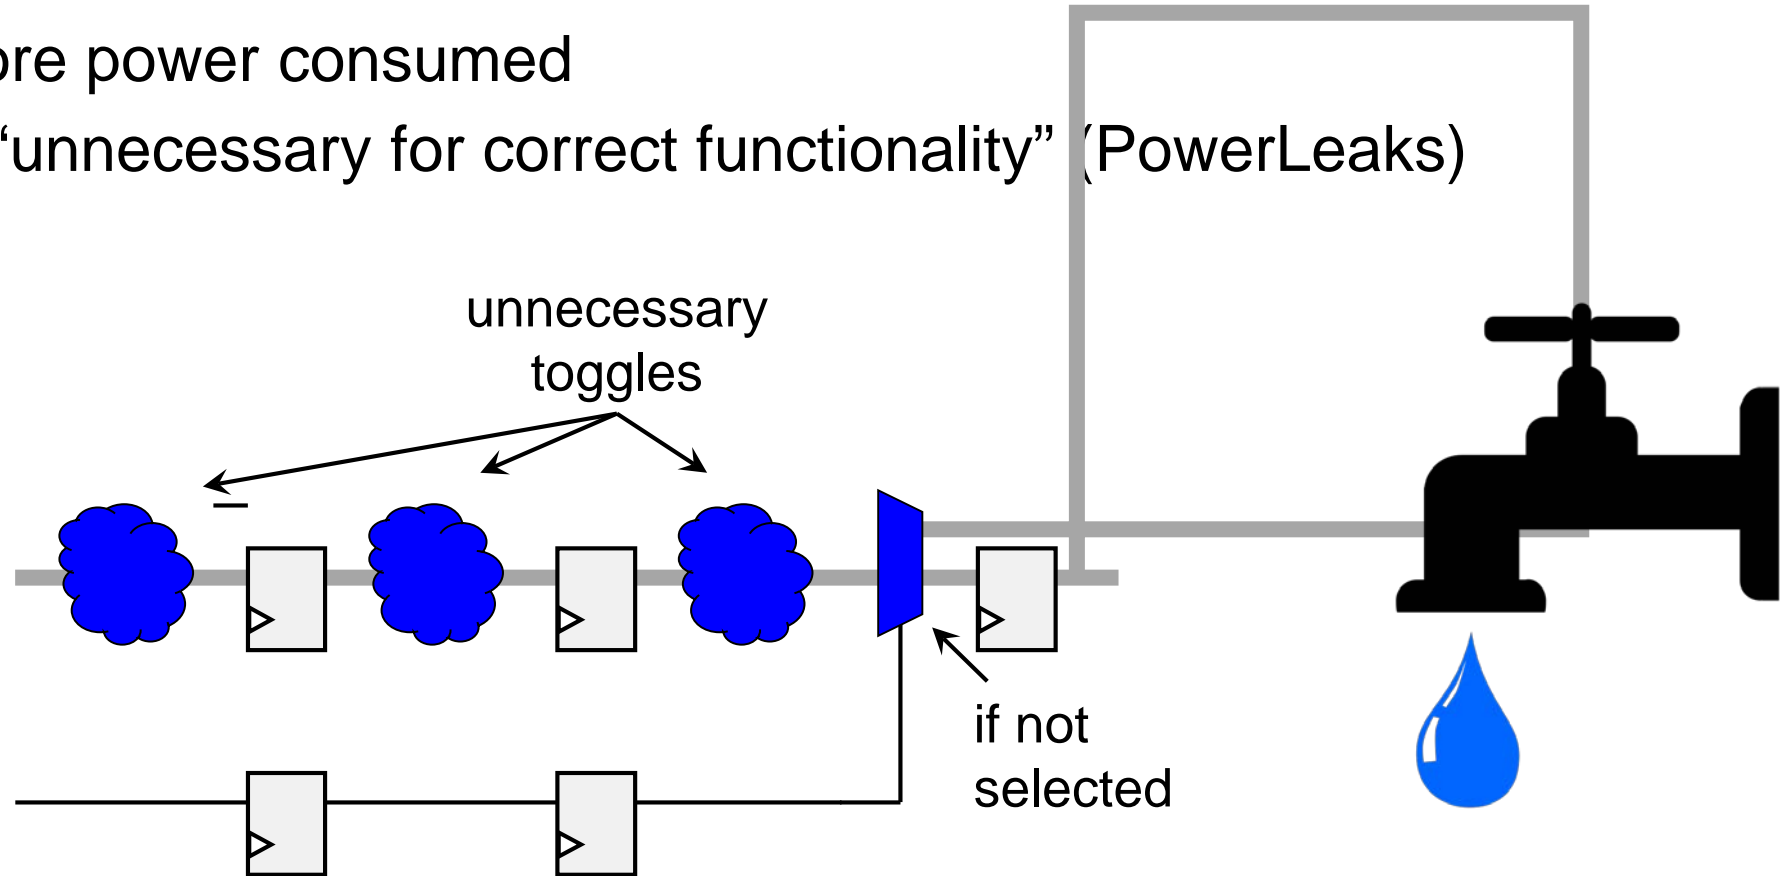 ore power consumed
“unnecessary for correct functionality” (PowerLeaks)
unnecessary
toggles
if not
selected